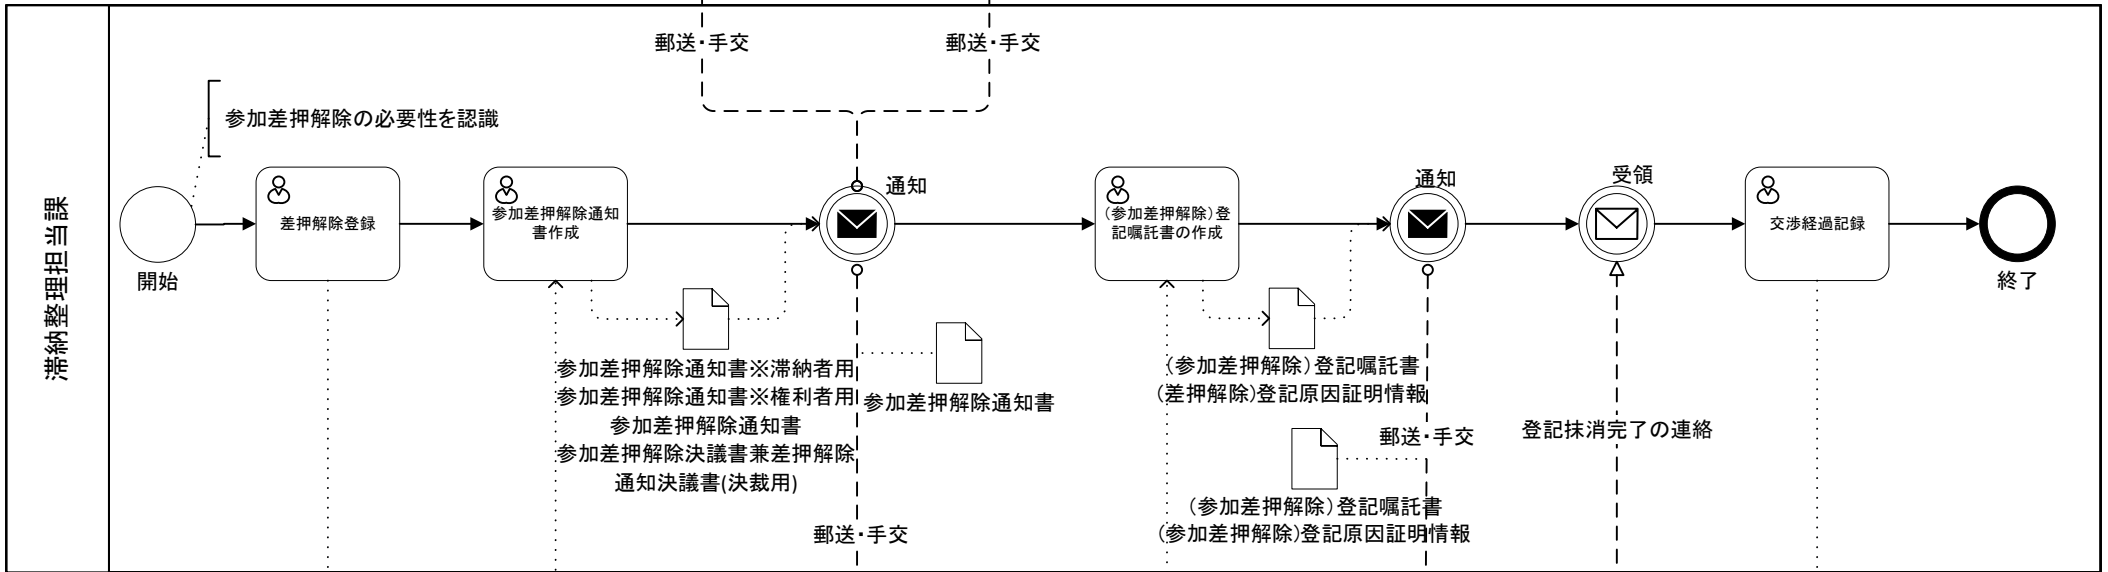 滞納整理担当課
郵送・手交
郵送・手交
参加差押解除の必要性を認識
開始
差押解除登録
参加差押解除通知
書作成
通知
(参加差押解除)登
記嘱託書の作成
通知
受領
交渉経過記録
終了
参加差押解除通知書※滞納者用
参加差押解除通知書※権利者用
参加差押解除通知書
参加差押解除決議書兼差押解除
通知決議書(決裁用)
参加差押解除通知書
郵送・手交
(参加差押解除)登記嘱託書
(差押解除)登記原因証明情報
郵送・手交
(参加差押解除)登記嘱託書
(参加差押解除)登記原因証明情報
登記抹消完了の連絡